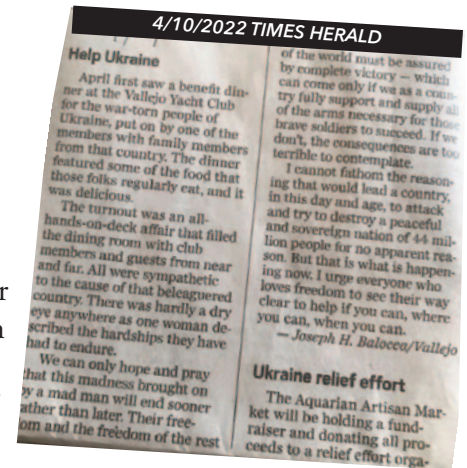 4/10/2022 TIMES HERALD
Help Ukraine
April first saw a benefit din-
ner at the Vallejo Yacht Club
for the war-torn people of
Ukraine, put on by one of the
members with family members
from that country. The dinner
featured some of the food that
those folks regularly eat, and it
was delicious.
The turnout was an all-
hands-on-deck affair that filled
the dining room with club
members and guests from near
and far. All were sympathetic
to the cause of that beleaguered
country. There was hardly a dry
eye anywhere as one woman de-
scribed the hardships they have
had to endure.
We can only hope and pray
that this madness brought on
by a mad man will end sooner
ather than later. Their free-
om and the freedom of the rest
of the world must be assured
by complete victory — which
can come only if we as a coun-
try fully support and supply all
of the arms necessary for those
brave soldiers to succeed. If we
don't, the consequences are too
terrible to contemplate.
I cannot fathom the reason-
ing that would lead a country,
in this day and age, to attack
and try to destroy a peaceful
and sovereign nation of 44 mil-
lion people for no apparent rea-
son. But that is what is happen-
ing now. I urge everyone who
loves freedom to see their way
clear to help if you can, where
you can, when you can.
— Joseph H. Balocca/Vallejo
Ukraine relief effort
The Aquarian Artisan Mar-
ket will be holding a fund-
raiser and donating all pro-
ceeds to a relief effort orga-